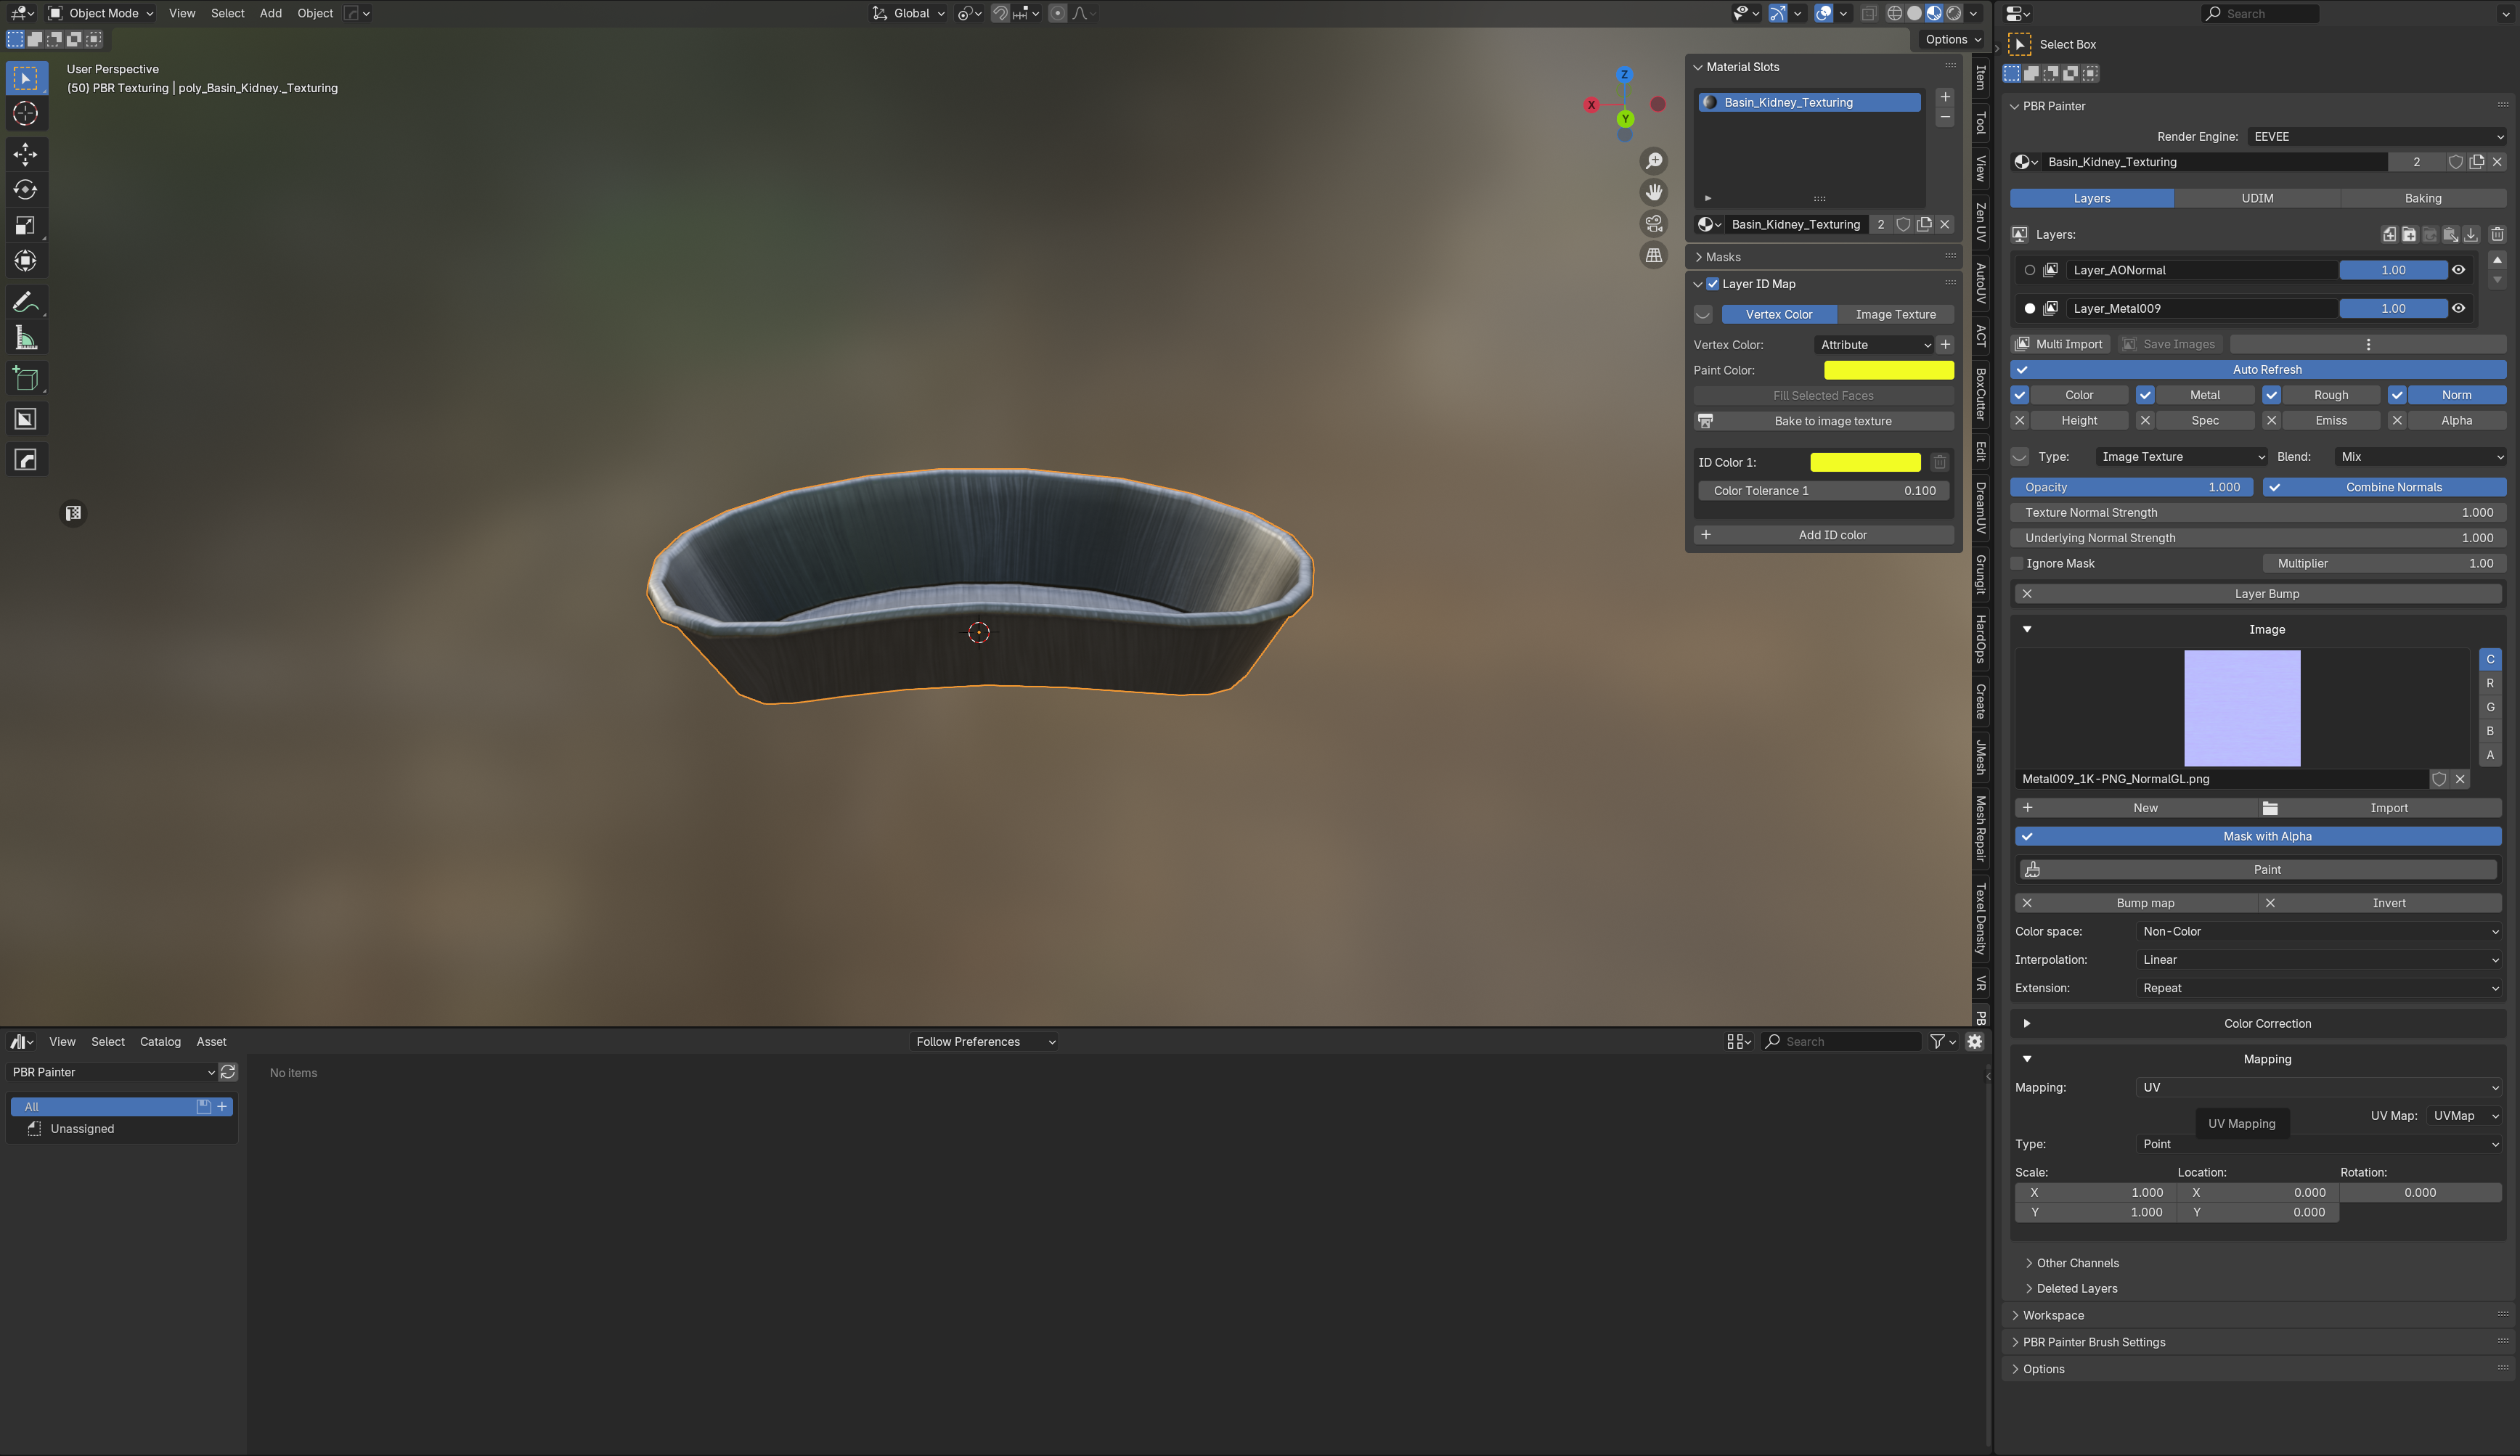 Object Mode View Select Add Object Global
Options
User Perspective
(50) PBR Texturing | poly_Basin_Kidney._Texturing
Z
X
Y
Material Slots
Basin_Kidney_Texturing
Basin_Kidney_Texturing 2
Masks
Layer ID Map
Vertex Color Image Texture
Vertex Color: Attribute
Paint Color:
Fill Selected Faces
Bake to image texture
ID Color 1:
Color Tolerance 1 0.100
Add ID color
Item
Tool
View
Zen UV
AutoUV
ACT
BoxCutter
Edit
DreamUV
Grungit
HardOps
Create
JMesh
Mesh Repair
Texel Density
VR
PB
Search
Select Box
PBR Painter
Render Engine: EEVEE
Basin_Kidney_Texturing 2
Layers UDIM Baking
Layers:
Layer_AONormal 1.00
Layer_Metal009 1.00
Multi Import Save Images
Auto Refresh
Color Metal Rough Norm
Height Spec Emiss Alpha
Type: Image Texture Blend: Mix
Opacity 1.000 Combine Normals
Texture Normal Strength 1.000
Underlying Normal Strength 1.000
Ignore Mask Multiplier 1.00
Layer Bump
Image
C
R
G
B
A
Metal009_1K-PNG_NormalGL.png
New Import
Mask with Alpha
Paint
Bump map Invert
Color space: Non-Color
Interpolation: Linear
Extension: Repeat
Color Correction
Mapping
Mapping: UV
UV Map: UVMap
UV Mapping
Type: Point
Scale: Location: Rotation:
X 1.000 X 0.000 0.000
Y 1.000 Y 0.000
Other Channels
Deleted Layers
Workspace
PBR Painter Brush Settings
Options
View Select Catalog Asset Follow Preferences Search
PBR Painter
No items
All
Unassigned